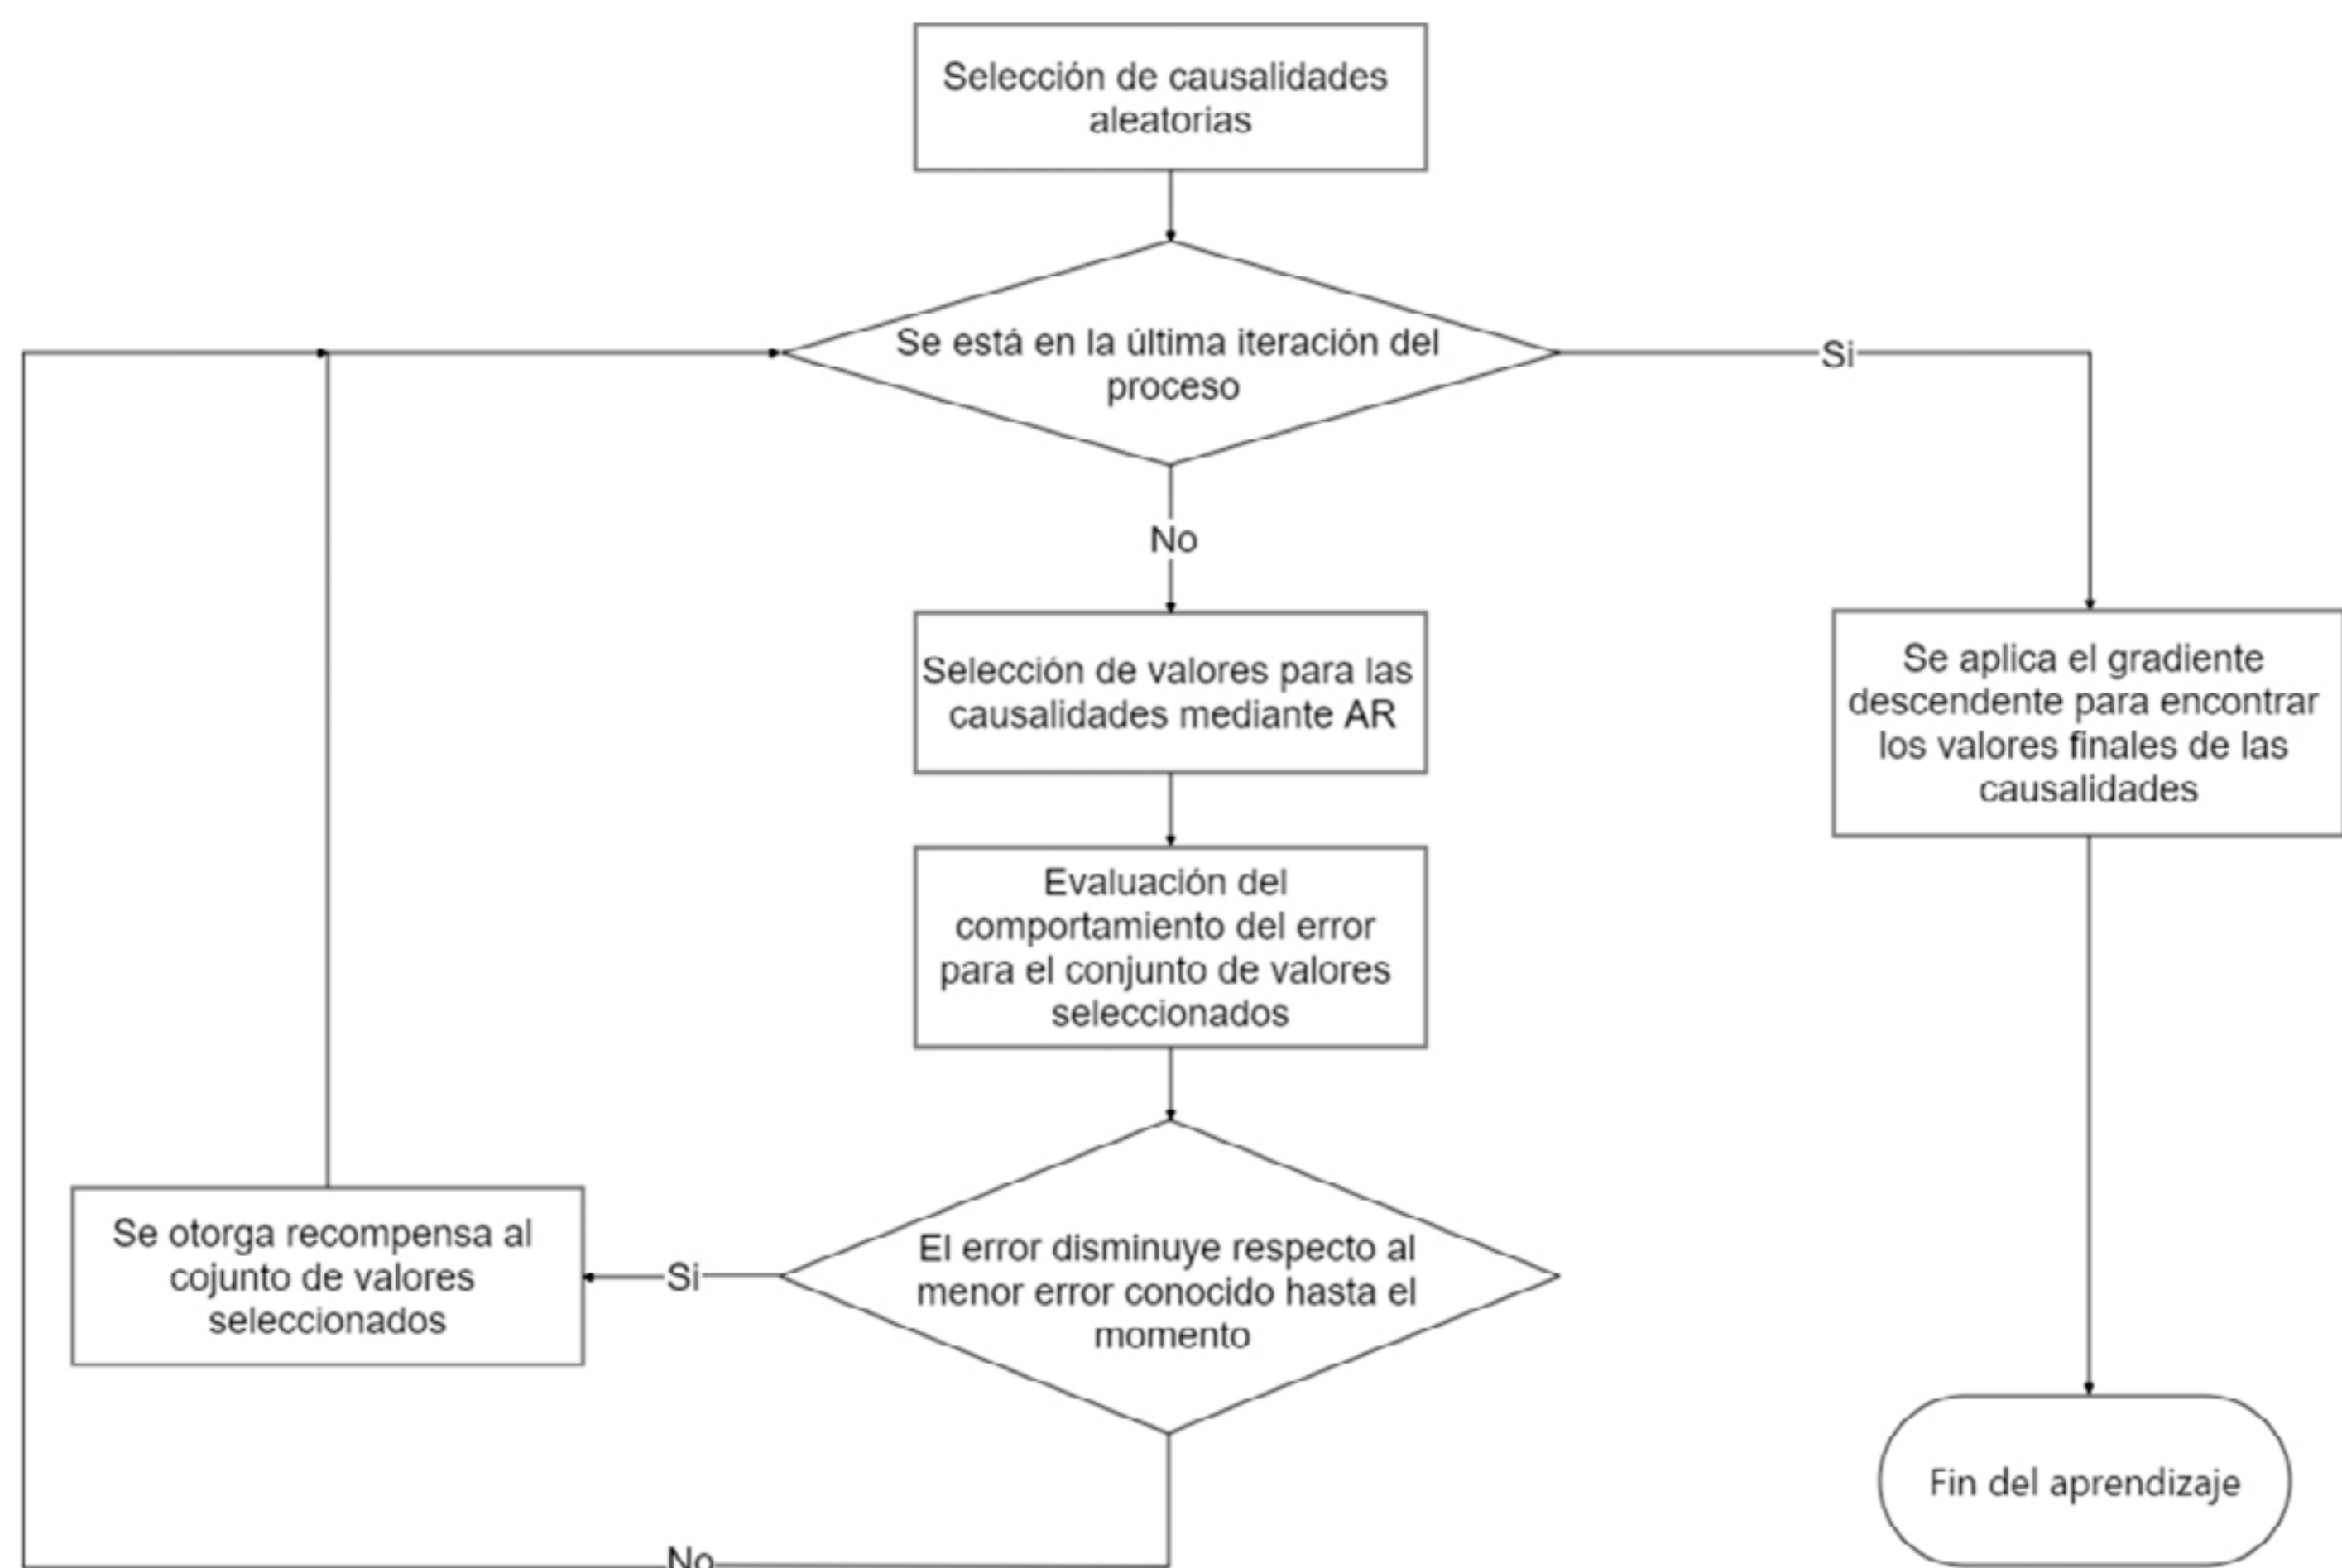 Selección de causalidades
aleatorias
Se está en la última iteración del
proceso
Si
No
Selección de valores para las
causalidades mediante AR
Se aplica el gradiente
descendente para encontrar
los valores finales de las
causalidades
Evaluación del
comportamiento del error
para el conjunto de valores
seleccionados
Se otorga recompensa al
cojunto de valores
seleccionados
Si
El error disminuye respecto al
menor error conocido hasta el
momento
Fin del aprendizaje
No